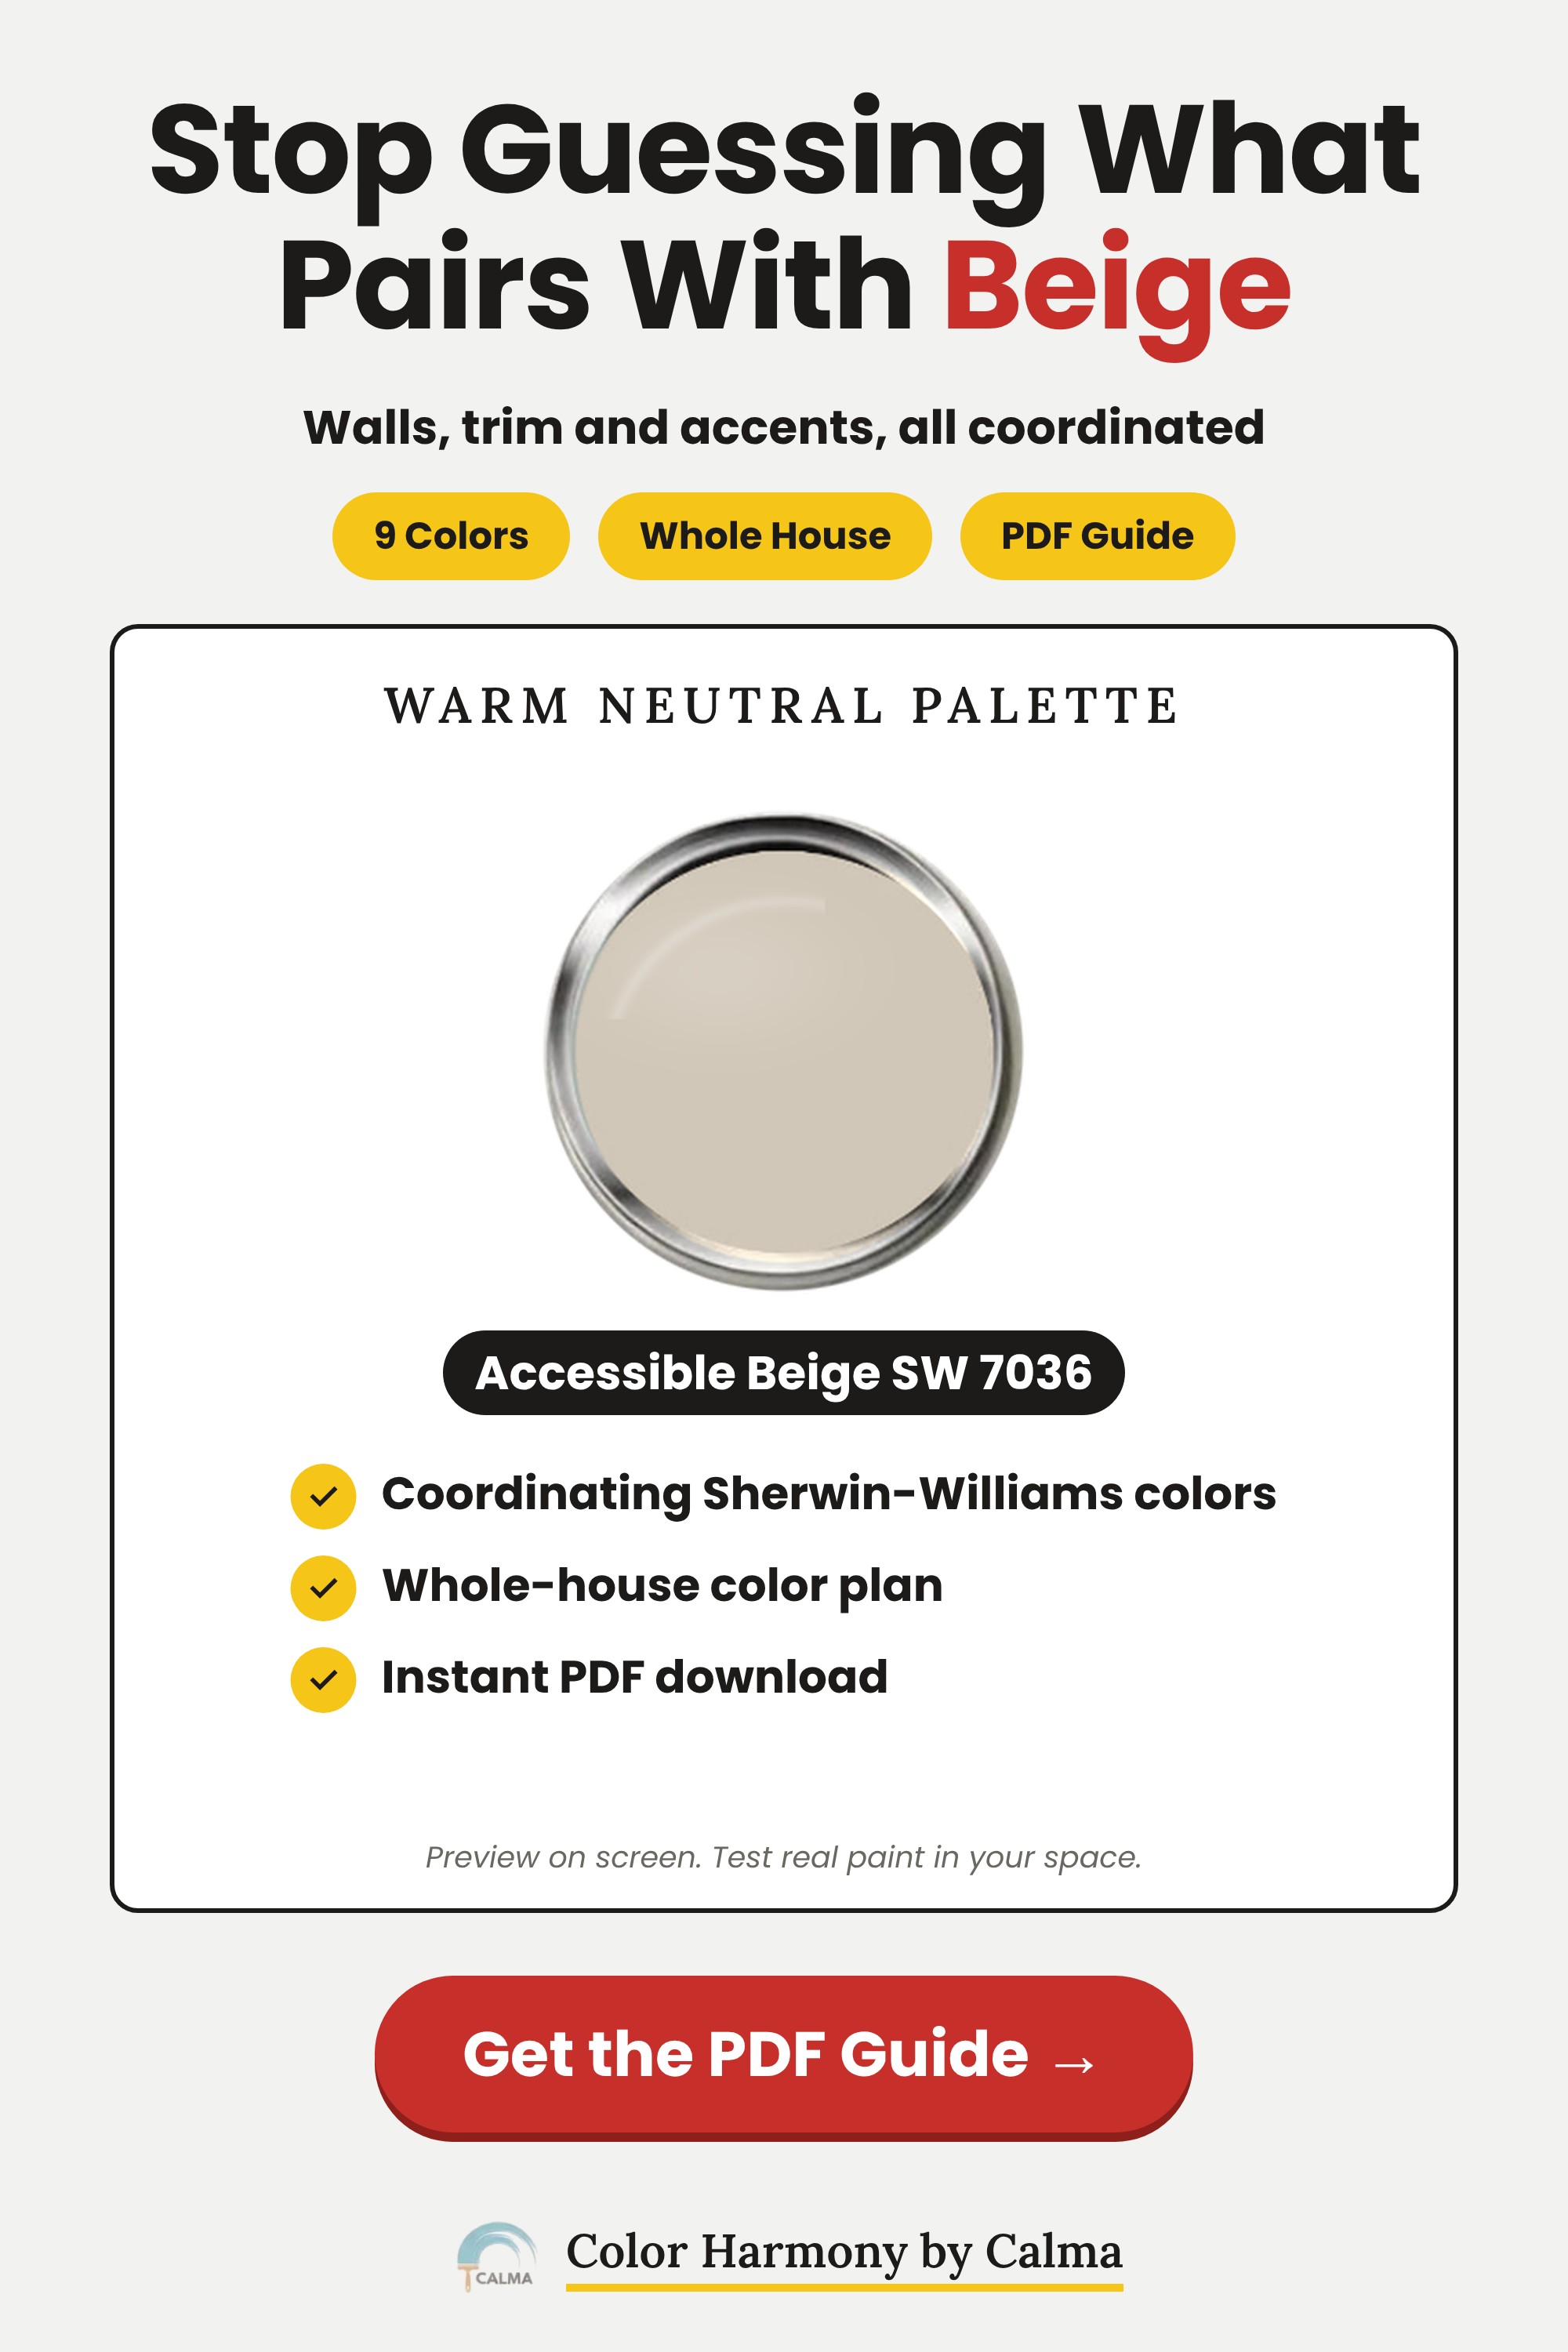 Stop Guessing What
Pairs With Beige
Walls, trim and accents, all coordinated
9 Colors
Whole House
PDF Guide
WARM NEUTRAL PALETTE
Accessible Beige SW 7036
Coordinating Sherwin-Williams colors
Whole-house color plan
Instant PDF download
Preview on screen. Test real paint in your space.
Get the PDF Guide →
CALMA
Color Harmony by Calma